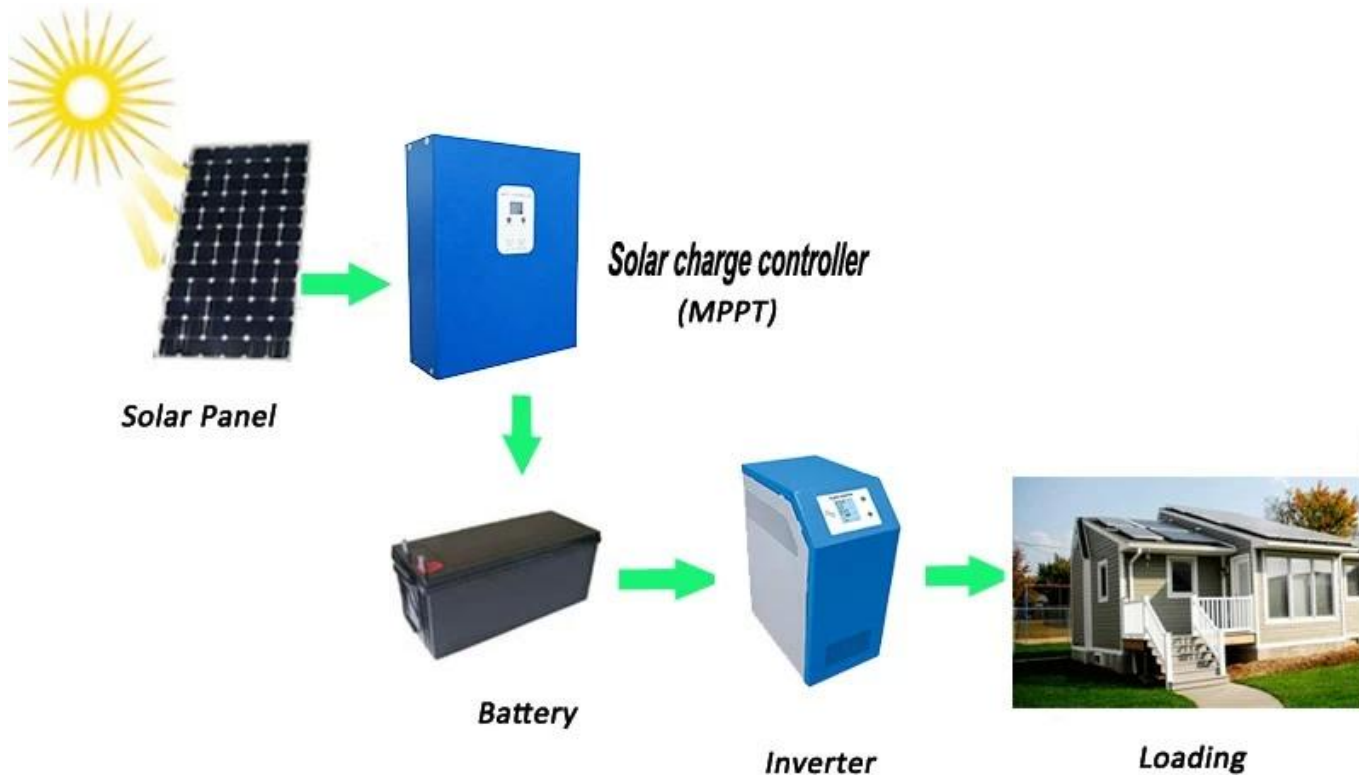 Solar charge controller
(MPPT)
Solar Panel
Battery
Inverter
Loading